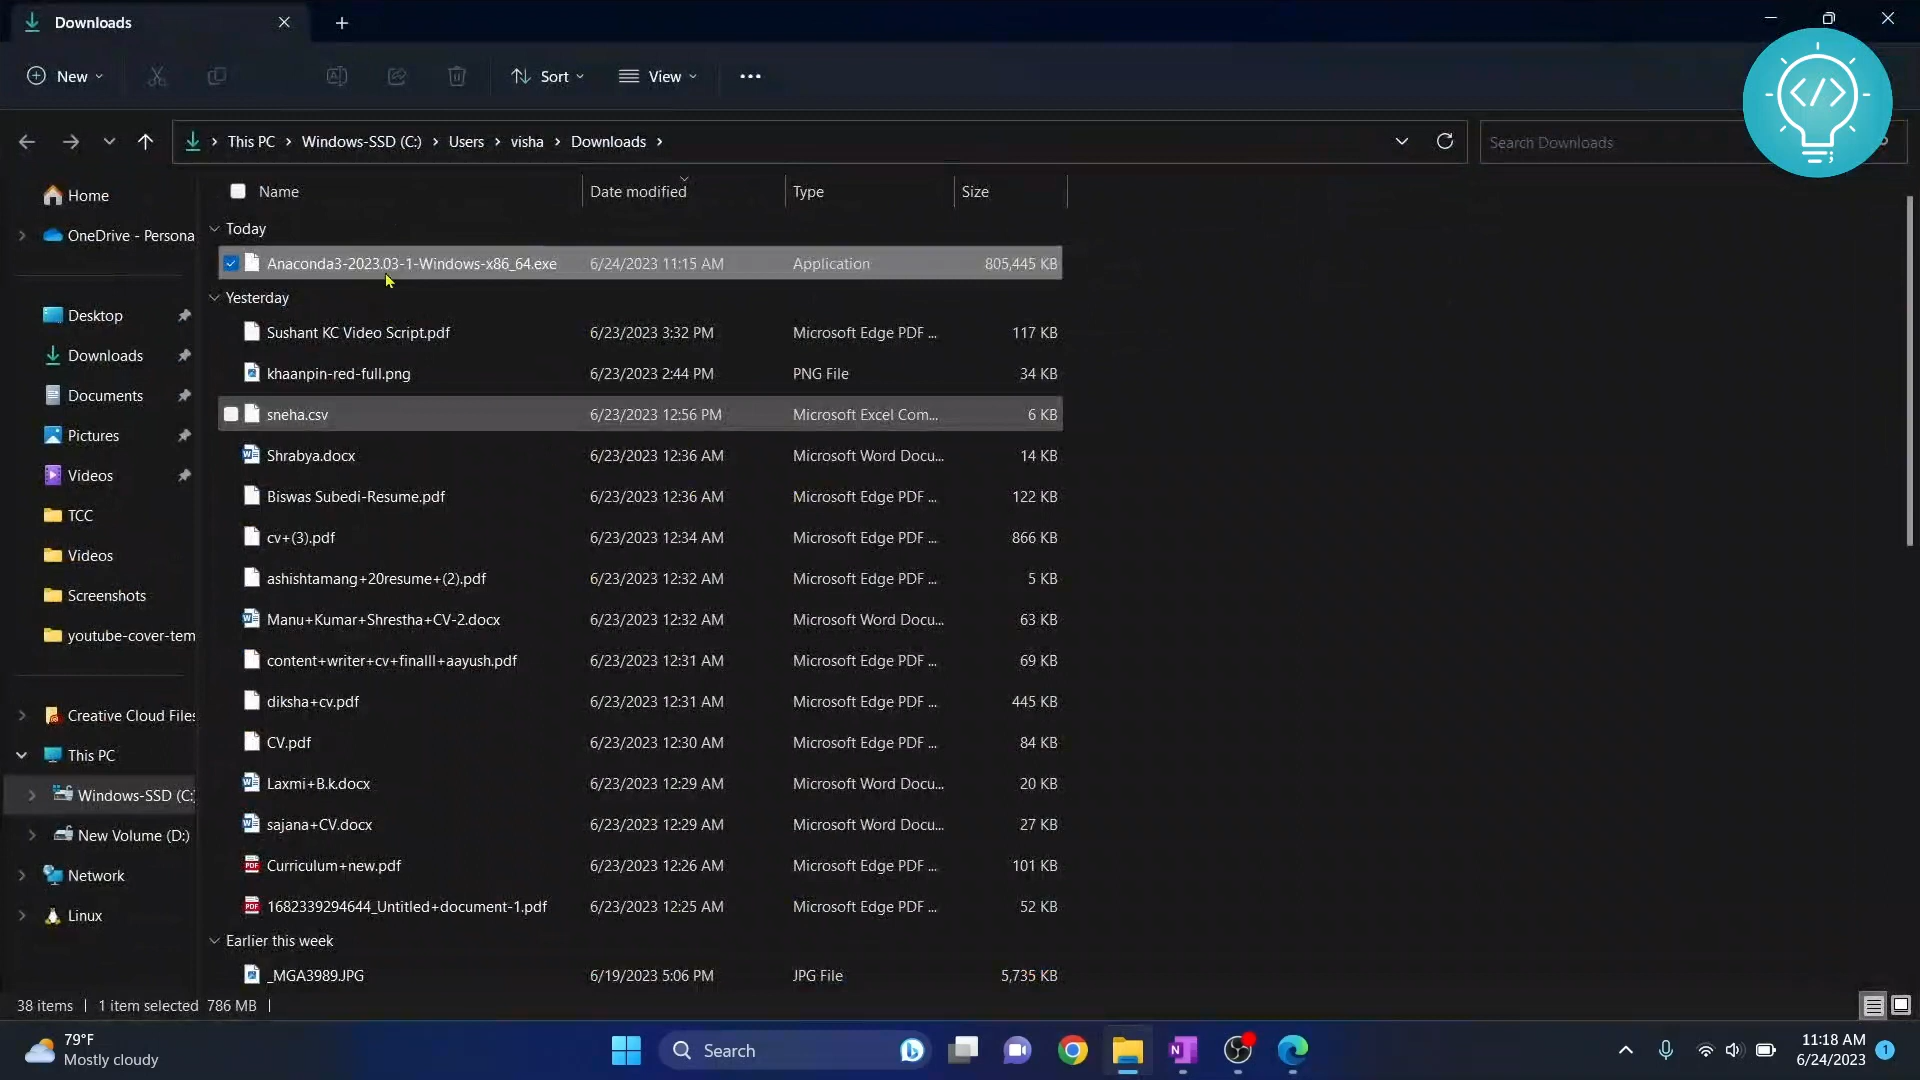 Downloads
New
Sort
View
This PC > Windows-SSD (C:) > Users > visha > Downloads >
Search Downloads
Name Date modified Type Size
Today
Anaconda3-2023.03-1-Windows-x86_64.exe 6/24/2023 11:15 AM Application 805,445 KB
Yesterday
Sushant KC Video Script.pdf 6/23/2023 3:32 PM Microsoft Edge PDF ... 117 KB
khaanpin-red-full.png 6/23/2023 2:44 PM PNG File 34 KB
sneha.csv 6/23/2023 12:56 PM Microsoft Excel Com... 6 KB
Shrabya.docx 6/23/2023 12:36 AM Microsoft Word Docu... 14 KB
Biswas Subedi-Resume.pdf 6/23/2023 12:36 AM Microsoft Edge PDF ... 122 KB
cv+(3).pdf 6/23/2023 12:34 AM Microsoft Edge PDF ... 866 KB
ashishtamang+20resume+(2).pdf 6/23/2023 12:32 AM Microsoft Edge PDF ... 5 KB
Manu+Kumar+Shrestha+CV-2.docx 6/23/2023 12:32 AM Microsoft Word Docu... 63 KB
content+writer+cv+finalll+aayush.pdf 6/23/2023 12:31 AM Microsoft Edge PDF ... 69 KB
diksha+cv.pdf 6/23/2023 12:31 AM Microsoft Edge PDF ... 445 KB
CV.pdf 6/23/2023 12:30 AM Microsoft Edge PDF ... 84 KB
Laxmi+B.k.docx 6/23/2023 12:29 AM Microsoft Word Docu... 20 KB
sajana+CV.docx 6/23/2023 12:29 AM Microsoft Word Docu... 27 KB
Curriculum+new.pdf 6/23/2023 12:26 AM Microsoft Edge PDF ... 101 KB
1682339294644_Untitled+document-1.pdf 6/23/2023 12:25 AM Microsoft Edge PDF ... 52 KB
Earlier this week
_MGA3989.JPG 6/19/2023 5:06 PM JPG File 5,735 KB
Home
OneDrive - Persona
Desktop
Downloads
Documents
Pictures
Videos
TCC
Videos
Screenshots
youtube-cover-tem
Creative Cloud Files
This PC
Windows-SSD (C:)
New Volume (D:)
Network
Linux
38 items | 1 item selected 786 MB |
79°F
Mostly cloudy
Search
11:18 AM
6/24/2023
1